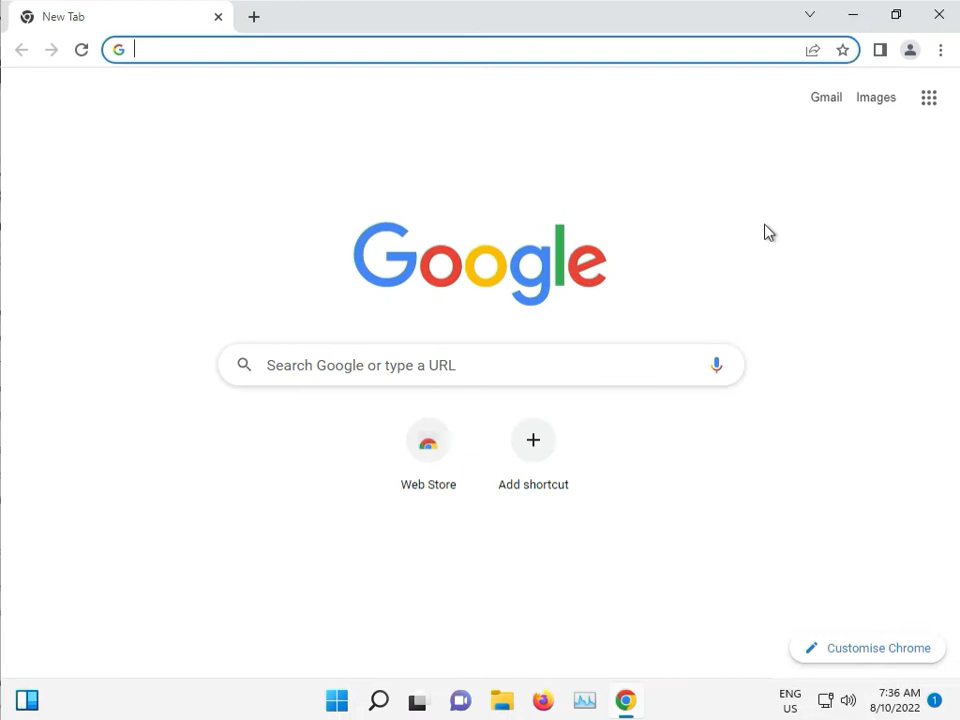 New Tab
Gmail Images
Google
Search Google or type a URL
Web Store Add shortcut
Customise Chrome
ENG
US
7:36 AM
8/10/2022
1